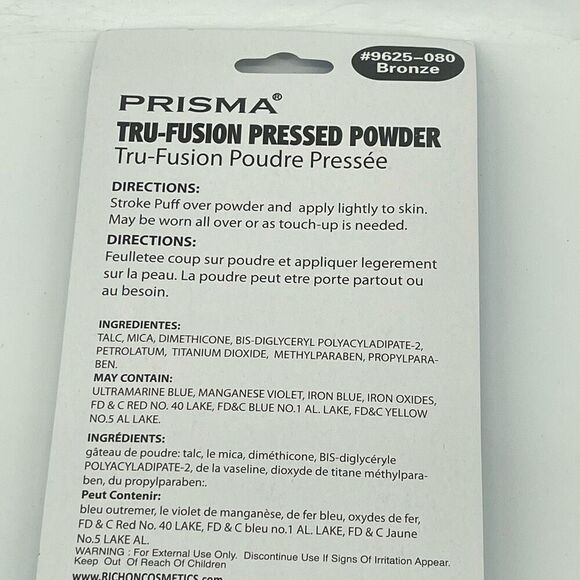 #9625-080
Bronze
PRISMA®
TRU-FUSION PRESSED POWDER
Tru-Fusion Poudre Pressée
DIRECTIONS:
Stroke Puff over powder and apply lightly to skin.
May be worn all over or as touch-up is needed.
DIRECTIONS:
Feuilletee coup sur poudre et appliquer legerement
sur la peau. La poudre peut etre porte partout ou
au besoin.
INGREDIENTES:
TALC, MICA, DIMETHICONE, BIS-DIGLYCERYL POLYACYLADIPATE-2,
PETROLATUM, TITANIUM DIOXIDE, METHYLPARABEN, PROPYLPARA-
BEN.
MAY CONTAIN:
ULTRAMARINE BLUE, MANGANESE VIOLET, IRON BLUE, IRON OXIDES,
FD & C RED NO. 40 LAKE, FD&C BLUE NO.1 AL. LAKE, FD&C YELLOW
NO.5 AL LAKE.
INGRÉDIENTS:
gâteau de poudre: talc, le mica, diméthicone, BIS-diglycéryle
POLYACYLADIPATE-2, de la vaseline, dioxyde de titane méthylpara-
ben, du propylparaben:.
Peut Contenir:
bleu outremer, le violet de manganèse, de fer bleu, oxydes de fer,
FD & C Red No. 40 LAKE, FD & C bleu no.1 AL. LAKE, FD & C Jaune
No.5 LAKE AL.
WARNING : For External Use Only. Discontinue Use If Signs Of Irritation Appear.
Keep Out Of Reach Of Children
www.RICHONCOSMETICS.com